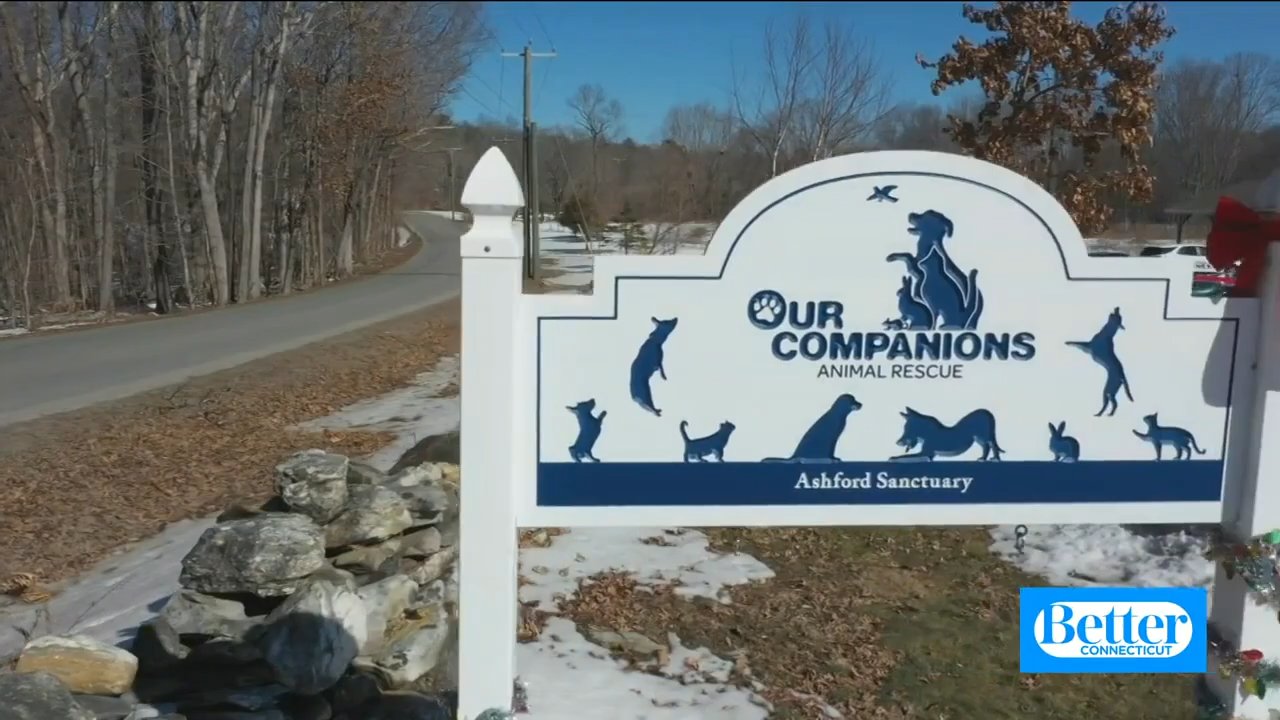 OUR
COMPANIONS
ANIMAL RESCUE
Ashford Sanctuary
Better
CONNECTICUT